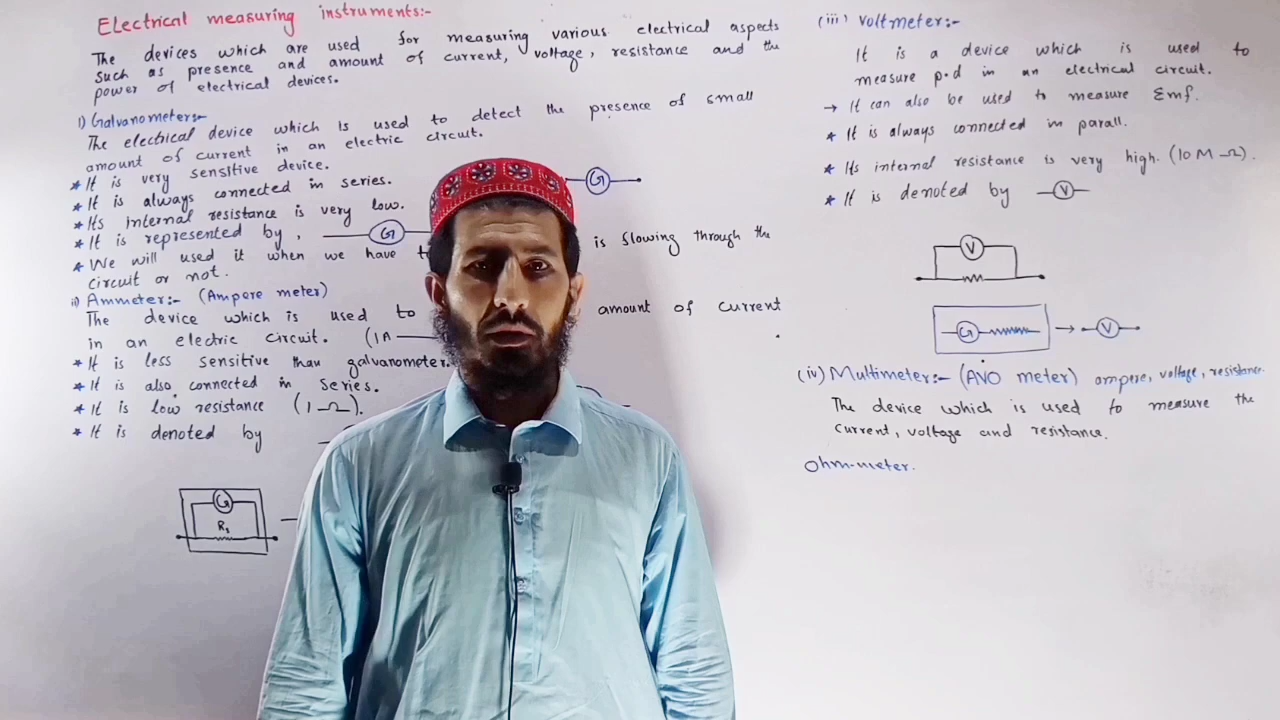 Electrical measuring instruments:-
The devices which are used for measuring various electrical aspects
such as presence and amount of current, voltage, resistance and the
power of electrical devices.
i) Galvanometer:-
The electrical device which is used to detect the presence of small
amount of current in an electric circuit.
* It is very sensitive device.
* It is always connected in series.
* Its internal resistance is very low.
* It is represented by, G
G
* We will used it when we have t is slowing through the
circuit or not.
ii) Ammeter:- (Ampere meter)
The device which is used to amount of current
in an electric circuit. (1A
* It is less sensitive than galvanometer.
* It is also connected in series.
* It is low resistance (1-Ω).
* It is denoted by
G
Rs
(iii) Voltmeter:-
It is a device which is used to
measure p.d in an electrical circuit.
→ It can also be used to measure Emf.
* It is always connected in parall.
* Its internal resistance is very high. (10 M-Ω).
* It is denoted by V
V
G → V
(iv) Multimeter:- (AVO meter) ampere, voltage, resistance.
The device which is used to measure the
current, voltage and resistance.
Ohm-meter.